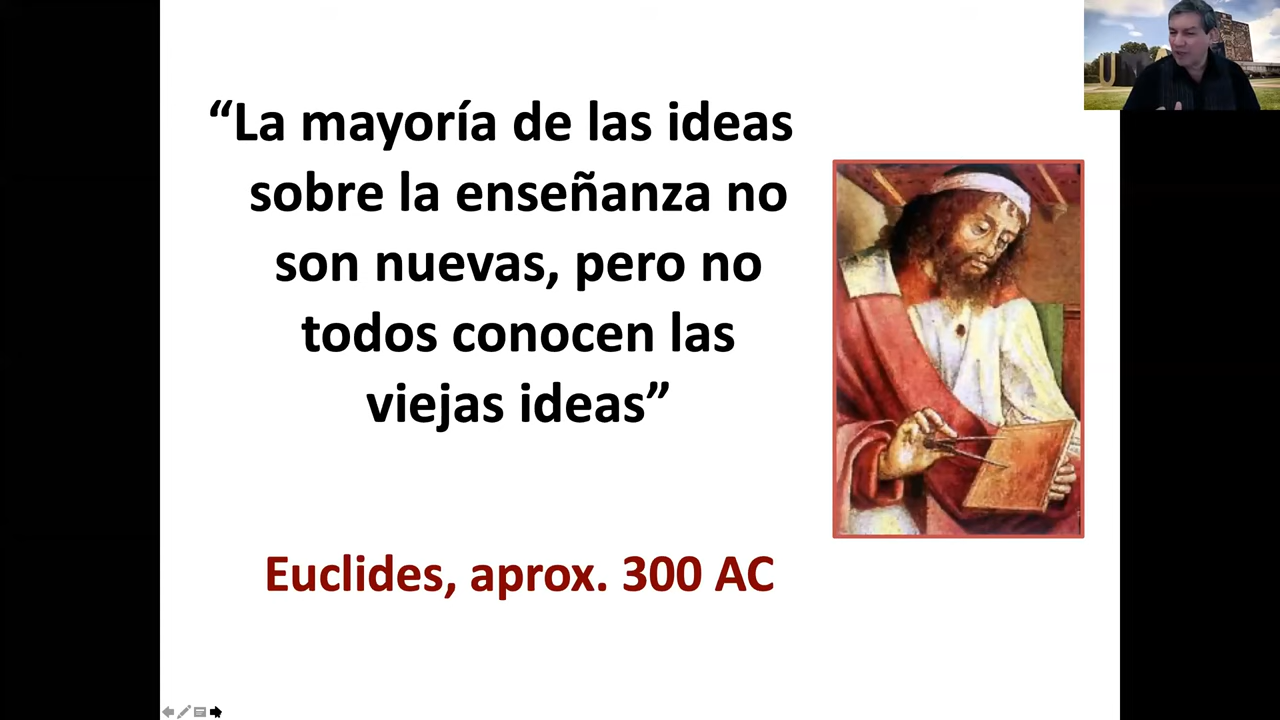 “La mayoría de las ideas
sobre la enseñanza no
son nuevas, pero no
todos conocen las
viejas ideas”
Euclides, aprox. 300 AC